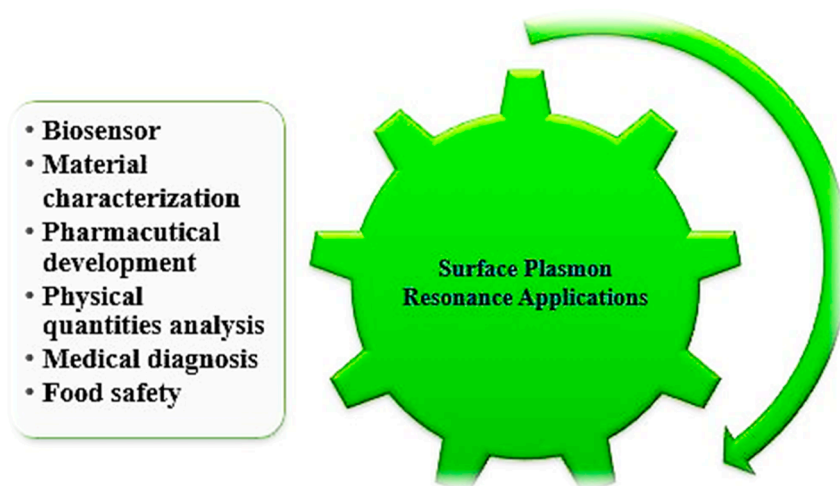 • Biosensor
• Material
characterization
• Pharmacutical
development
• Physical
quantities analysis
• Medical diagnosis
• Food safety
Surface Plasmon
Resonance Applications